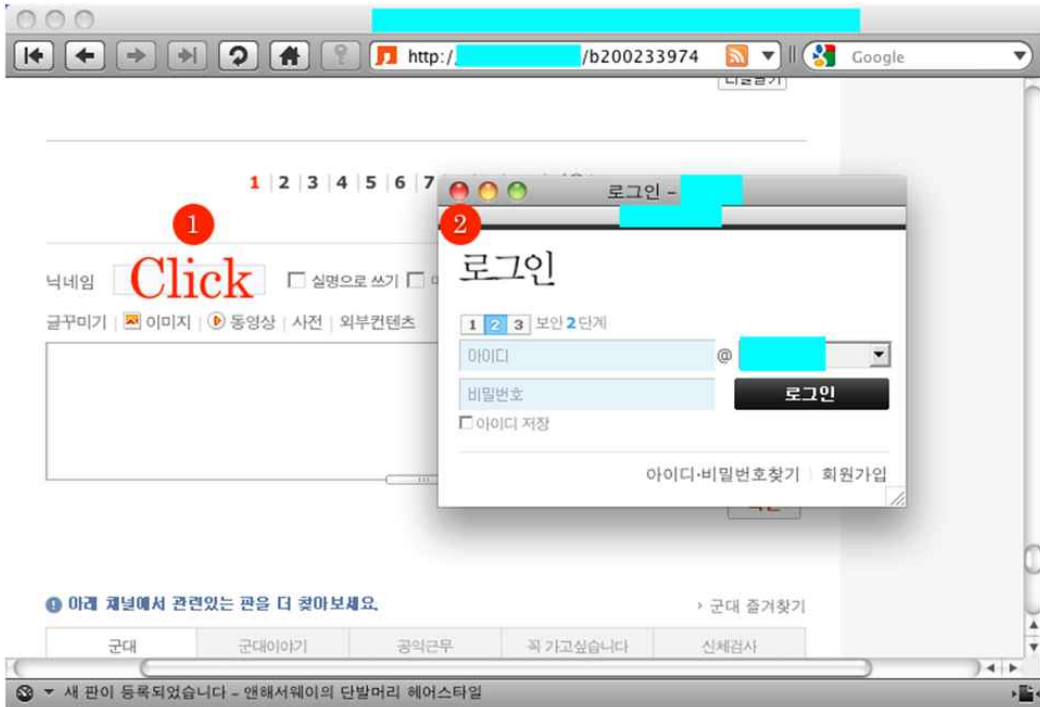 http:/ /b200233974 Google
1 2 3 4 5 6 7
1
Click
닉네임 실명으로 쓰기
글꾸미기 이미지 동영상 사전 외부컨텐츠
로그인 –
2
로그인
1 2 3 보안 2 단계
아이디 @
비밀번호 로그인
아이디 저장
아이디·비밀번호찾기 회원가입
아래 채널에서 관련있는 판을 더 찾아보세요. 군대 즐겨찾기
군대 군대이야기 공익근무 꼭 가고싶습니다 신체검사
새 판이 등록되었습니다 – 앤해서웨이의 단발머리 헤어스타일